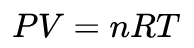 PV = nRT